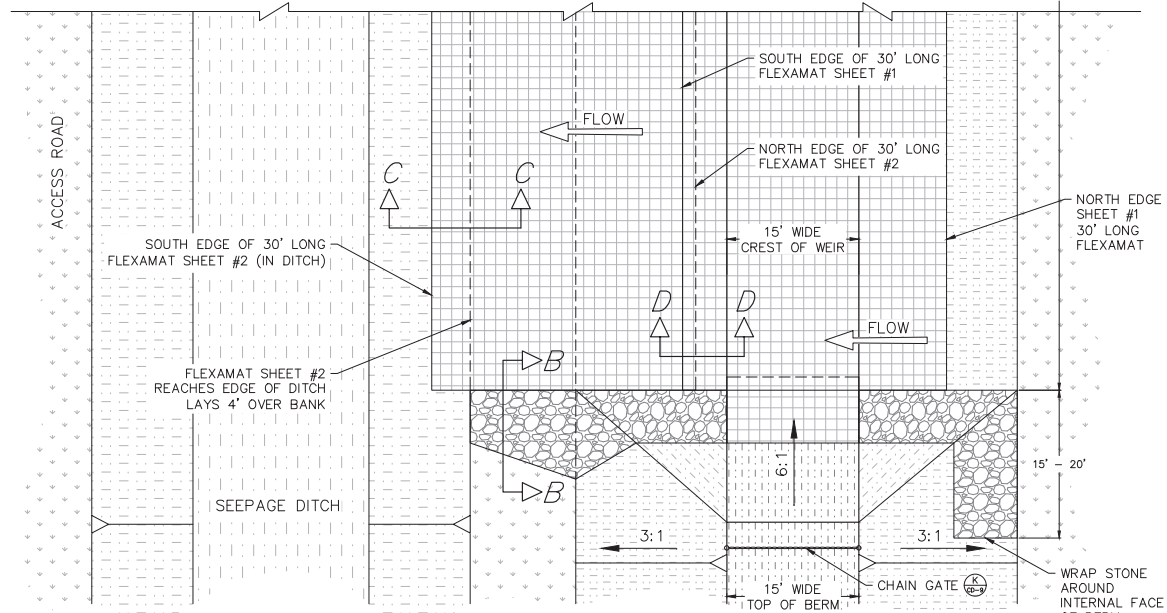 SOUTH EDGE OF 30' LONG
FLEXAMAT SHEET #1
FLOW
ACCESS ROAD
NORTH EDGE OF 30' LONG
FLEXAMAT SHEET #2
C
C
NORTH EDGE
SHEET #1
30' LONG
FLEXAMAT
15' WIDE
CREST OF WEIR
SOUTH EDGE OF 30' LONG
FLEXAMAT SHEET #2 (IN DITCH)
D
D
FLOW
B
FLEXAMAT SHEET #2
REACHES EDGE OF DITCH
LAYS 4' OVER BANK
6:1
15' - 20'
B
SEEPAGE DITCH
3:1
3:1
CHAIN GATE
K
CD-9
15' WIDE
TOP OF BERM
WRAP STONE
AROUND
INTERNAL FACE